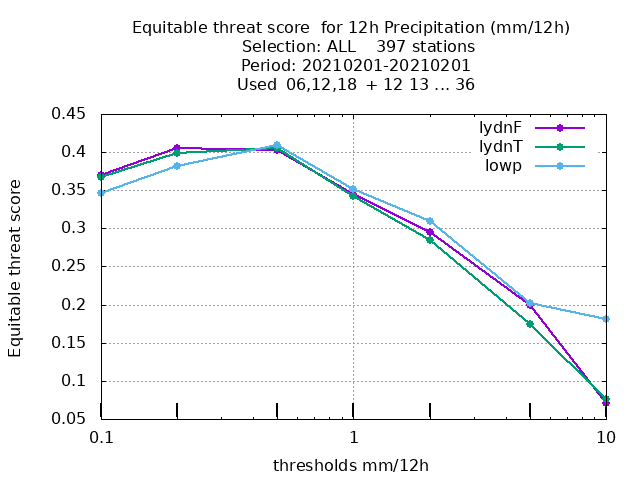 Equitable threat score for 12h Precipitation (mm/12h)
Selection: ALL 397 stations
Period: 20210201-20210201
Used 06,12,18 + 12 13 ... 36
lydnF
lydnT
lowp
0.45
0.4
0.35
0.3
0.25
0.2
0.15
0.1
0.05
Equitable threat score
0.1 1 10
thresholds mm/12h